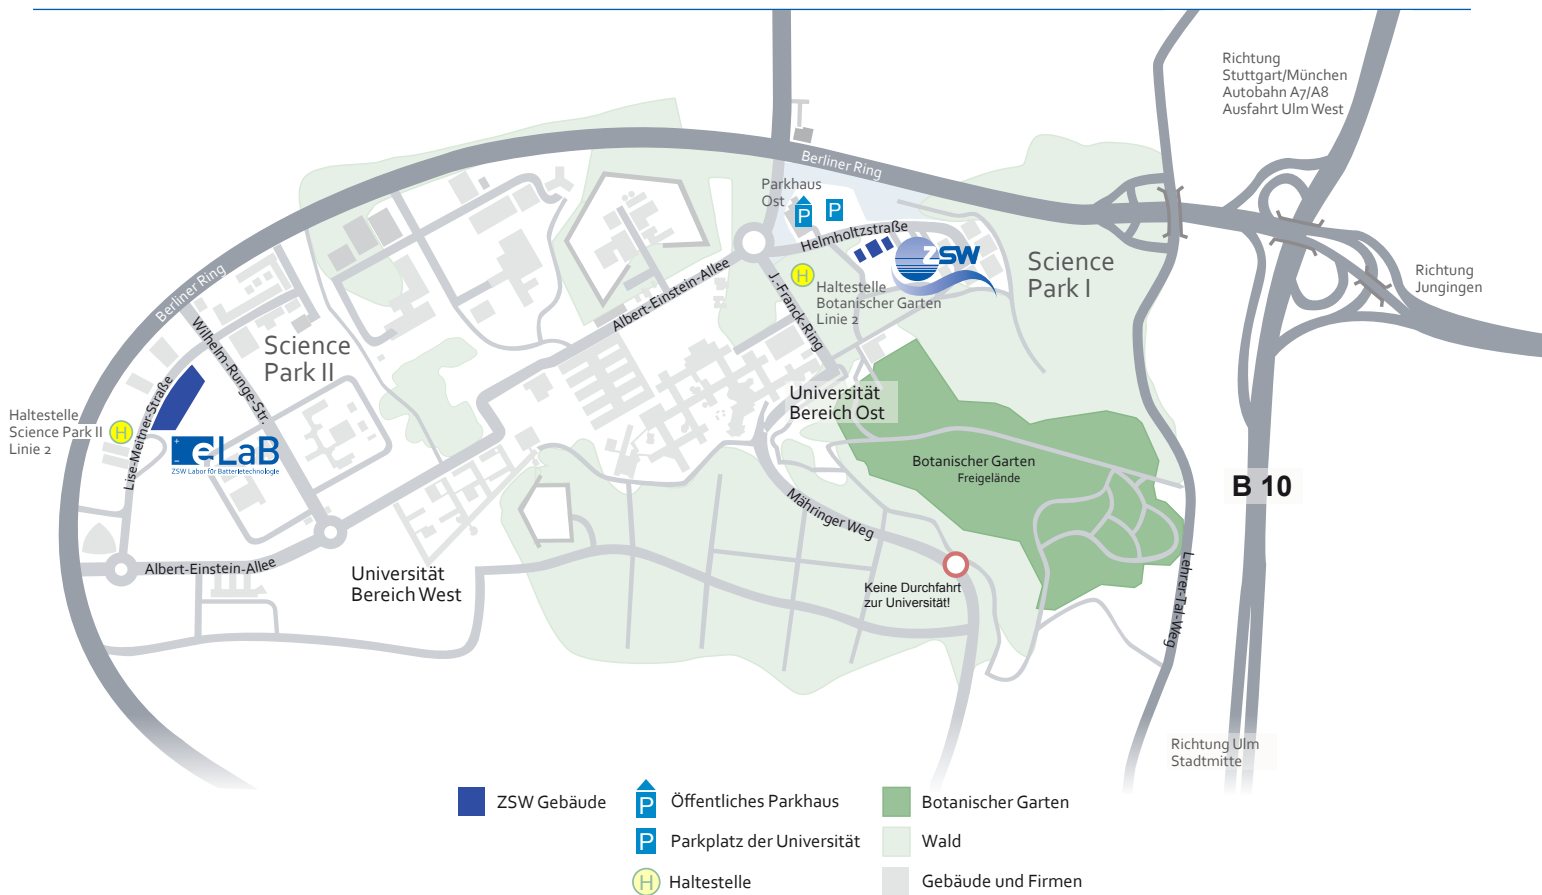 Richtung
Stuttgart/München
Autobahn A7/A8
Ausfahrt Ulm West
Berliner Ring
Parkhaus
Ost
P
P
Helmholtzstraße
ZSW
Science
Park I
Richtung
Jungingen
H
Haltestelle
Botanischer Garten
Linie 2
Albert-Einstein-Allee
J.-Franck-Ring
Berliner Ring
Wilhelm-Runge-Str.
Science
Park II
Lise-Meitner-Straße
Haltestelle
Science Park II
Linie 2
H
eLaB
ZSW Labor für Batterietechnologie
Universität
Bereich Ost
Botanischer Garten
Freigelände
B 10
Mähringer Weg
Albert-Einstein-Allee
Universität
Bereich West
Keine Durchfahrt
zur Universität!
Lehrer-Tal-Weg
Richtung Ulm
Stadtmitte
ZSW Gebäude
P
Öffentliches Parkhaus
Botanischer Garten
P
Parkplatz der Universität
Wald
H
Haltestelle
Gebäude und Firmen